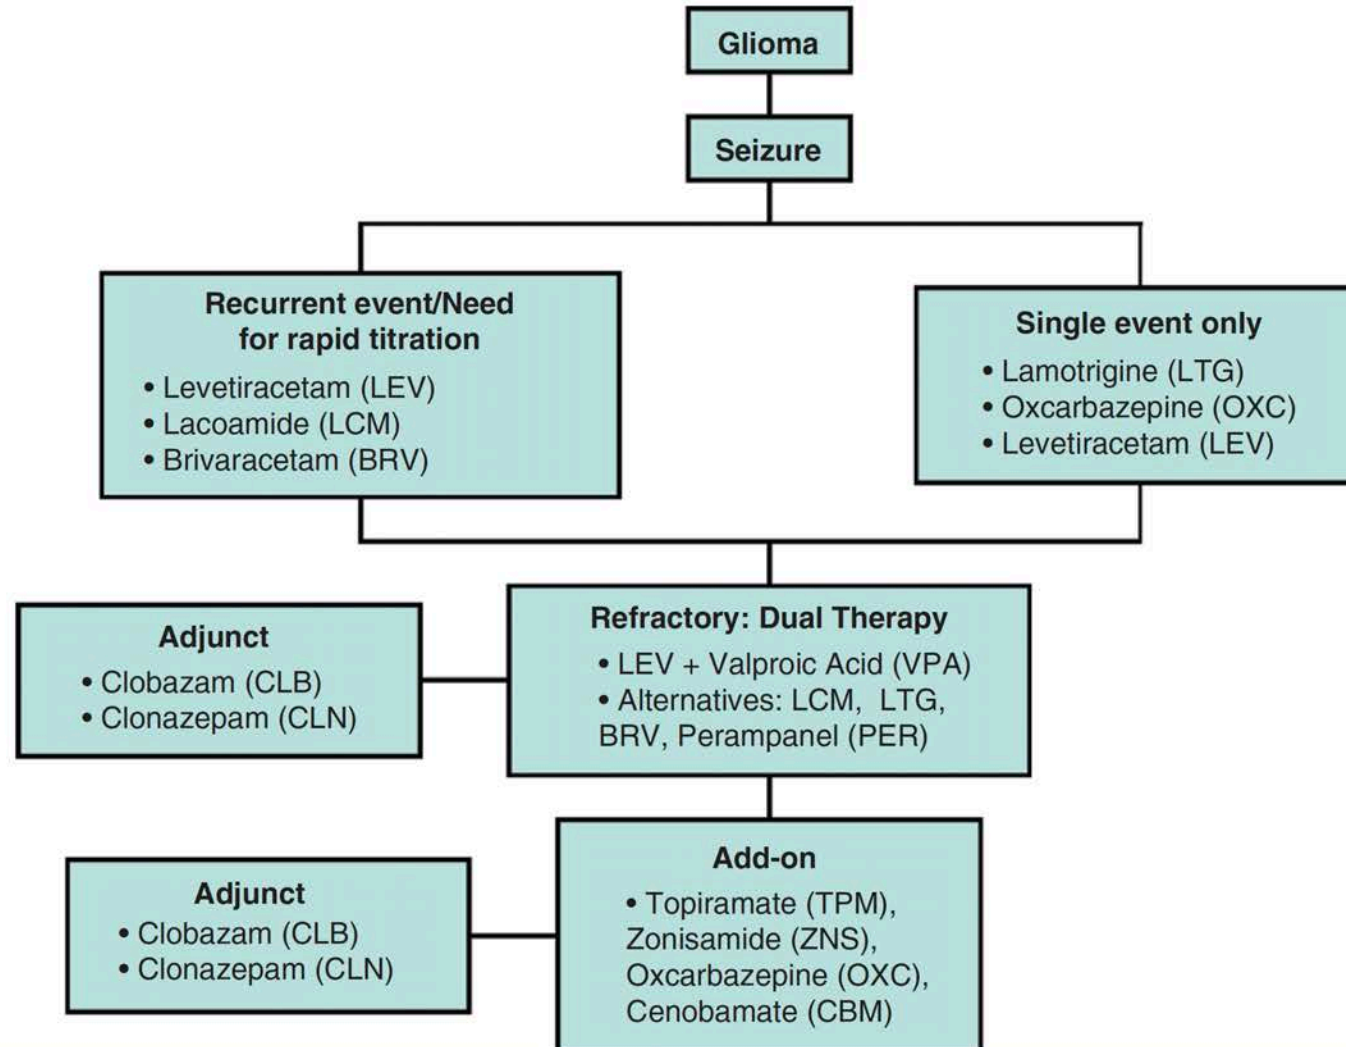 Glioma
Seizure
Recurrent event/Need
for rapid titration
• Levetiracetam (LEV)
• Lacoamide (LCM)
• Brivaracetam (BRV)
Single event only
• Lamotrigine (LTG)
• Oxcarbazepine (OXC)
• Levetiracetam (LEV)
Adjunct
• Clobazam (CLB)
• Clonazepam (CLN)
Refractory: Dual Therapy
• LEV + Valproic Acid (VPA)
• Alternatives: LCM, LTG,
BRV, Perampanel (PER)
Adjunct
• Clobazam (CLB)
• Clonazepam (CLN)
Add-on
• Topiramate (TPM),
Zonisamide (ZNS),
Oxcarbazepine (OXC),
Cenobamate (CBM)